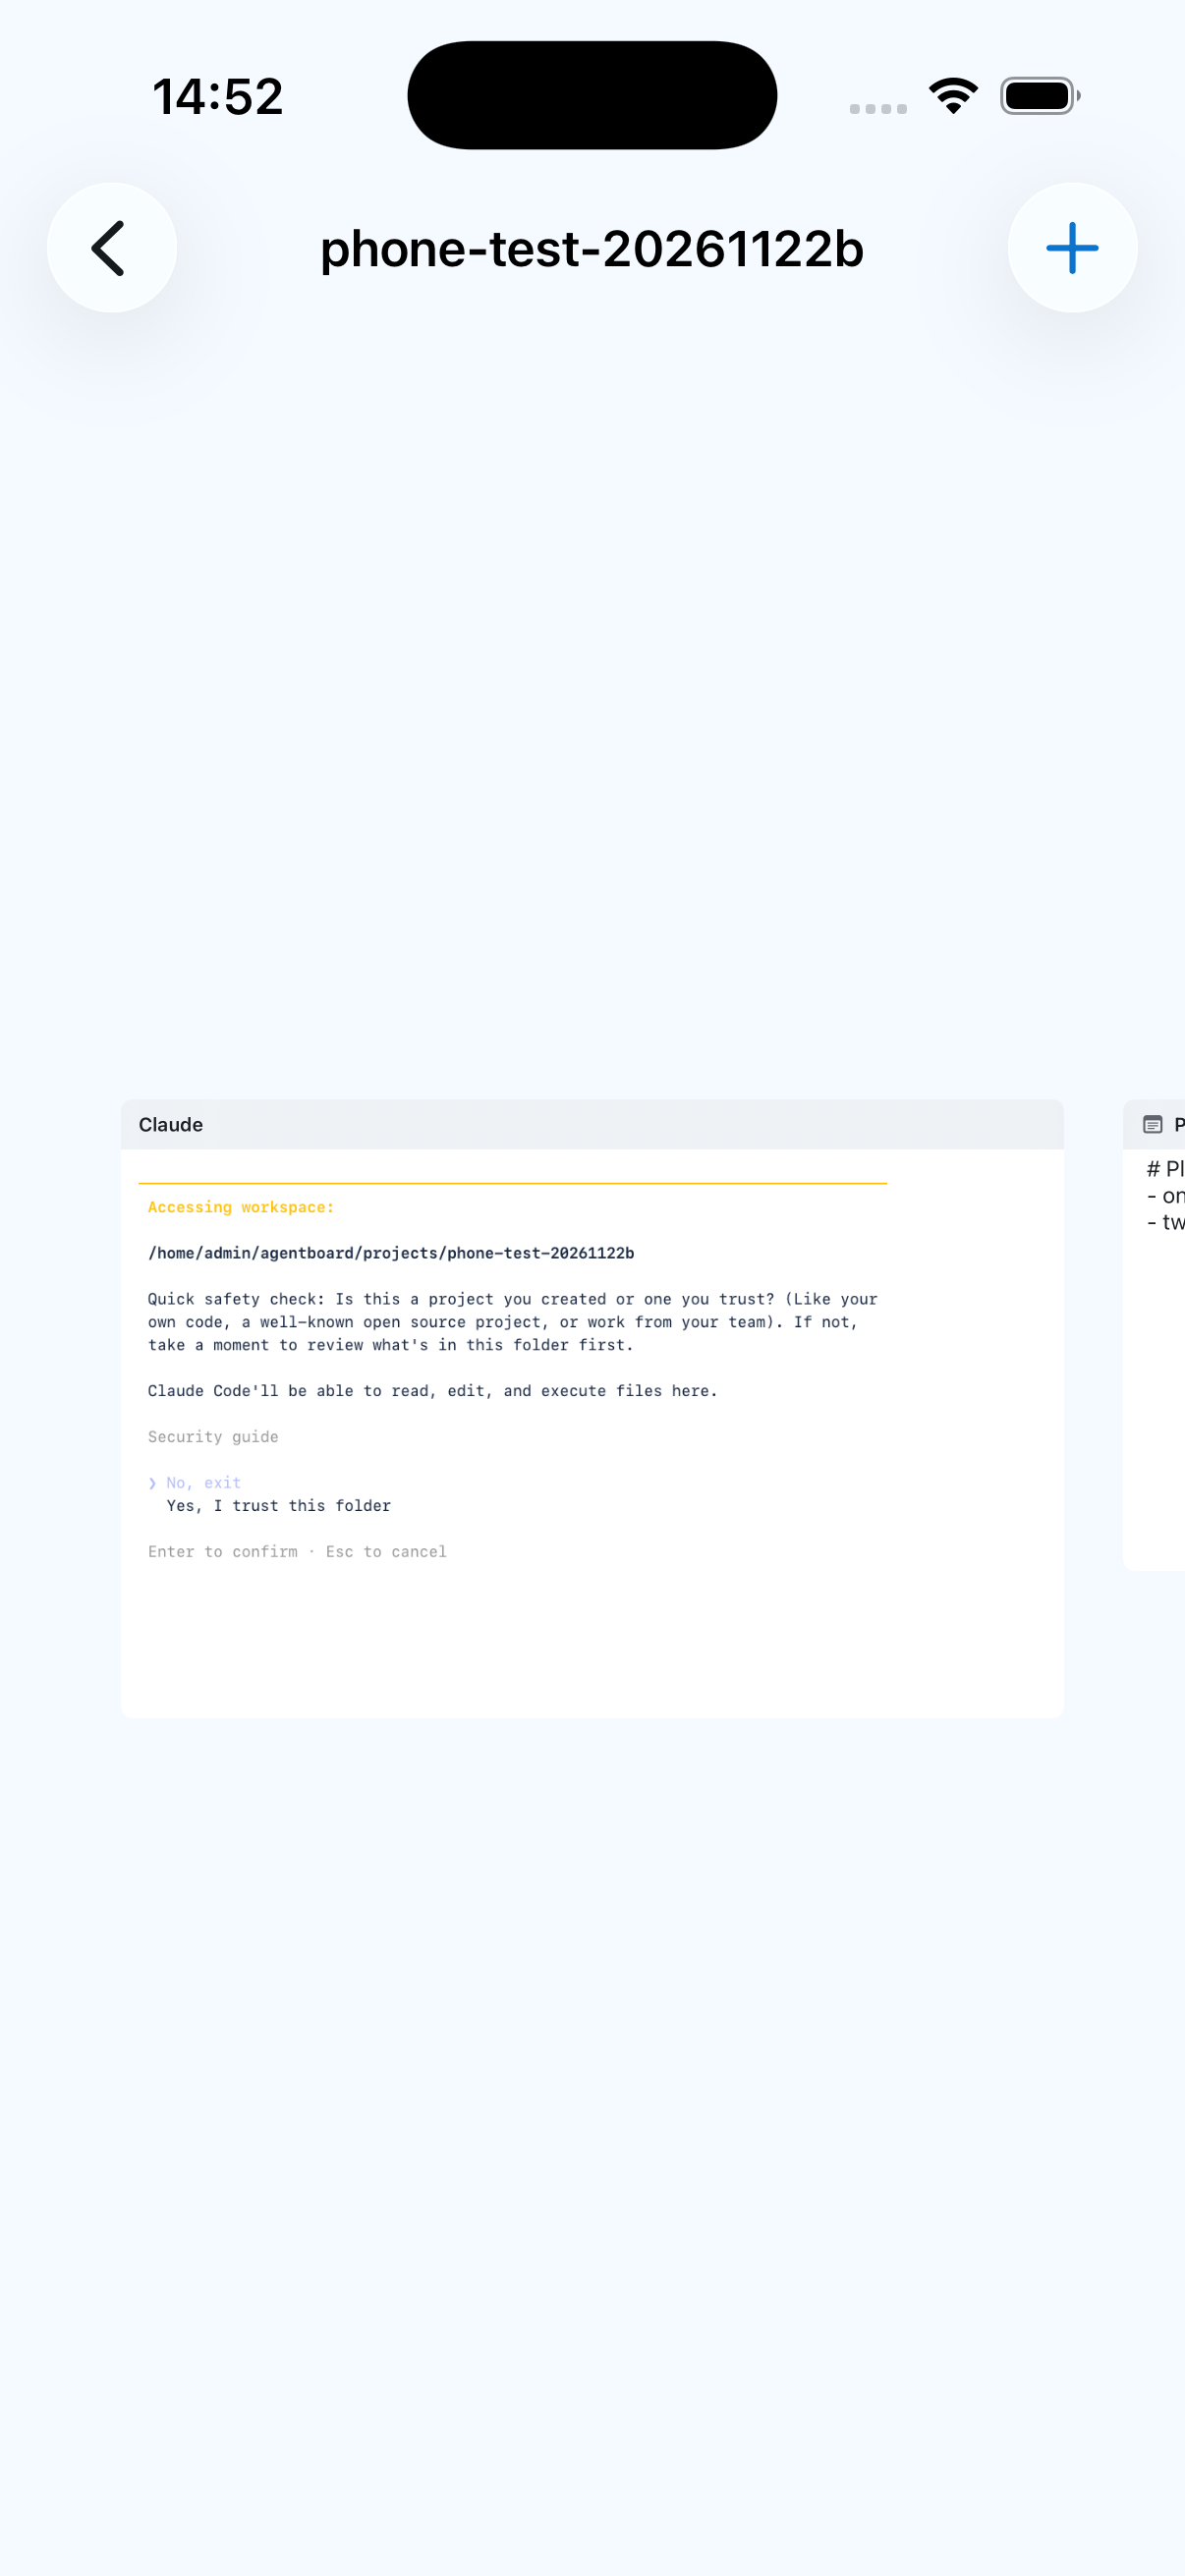 14:52
phone-test-20261122b
Claude
Accessing workspace:
/home/admin/agentboard/projects/phone-test-20261122b
Quick safety check: Is this a project you created or one you trust? (Like your
own code, a well-known open source project, or work from your team). If not,
take a moment to review what's in this folder first.
Claude Code'll be able to read, edit, and execute files here.
Security guide
❯ No, exit
Yes, I trust this folder
Enter to confirm · Esc to cancel
#
-
-